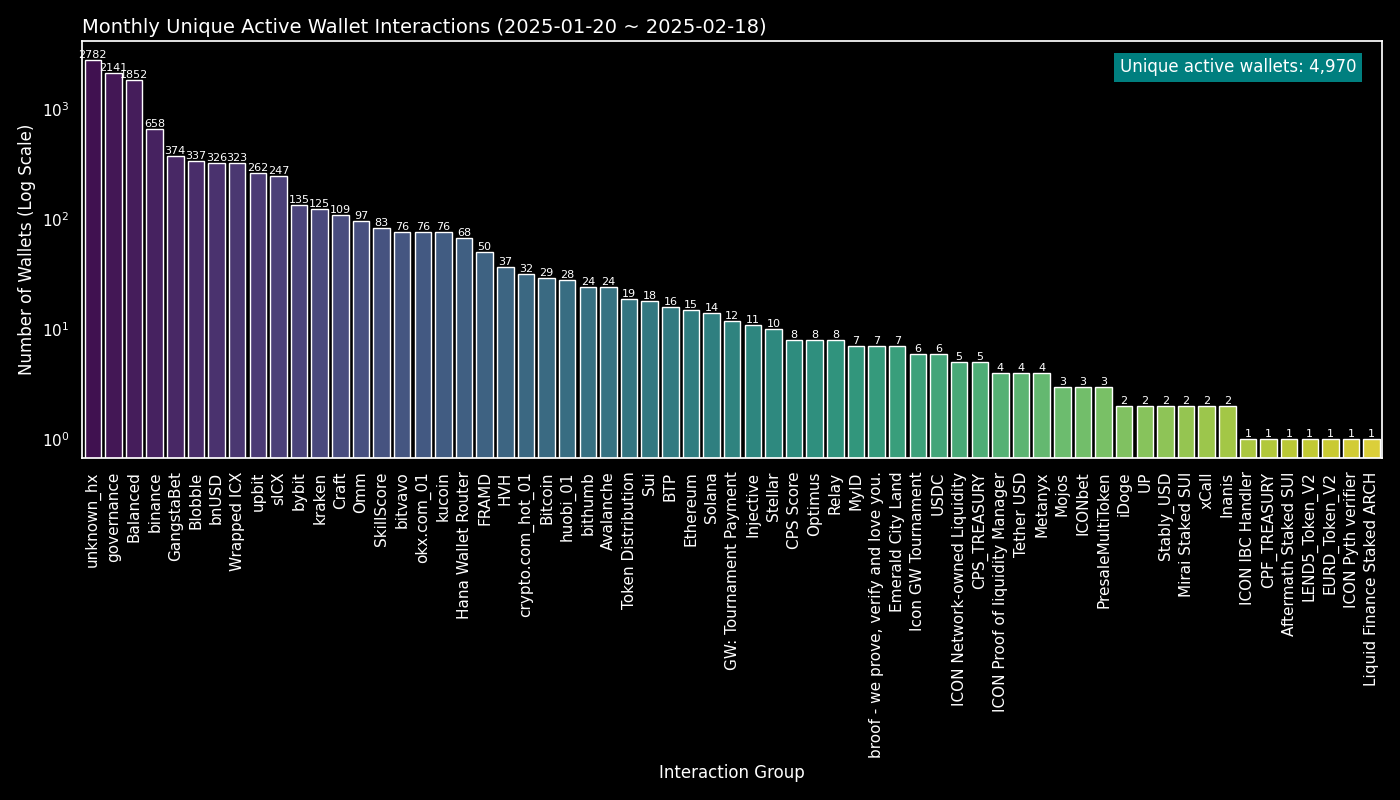 Monthly Unique Active Wallet Interactions (2025-01-20 ~ 2025-02-18)
Unique active wallets: 4,970
Number of Wallets (Log Scale)
10³
10²
10¹
10⁰
2782
2141
1852
658
374
337
326
323
262
247
135
125
109
97
83
76
76
76
68
50
37
32
29
28
24
24
19
18
16
15
14
12
11
10
8
8
8
7
7
7
6
6
5
5
4
4
4
3
3
3
2
2
2
2
2
2
1
1
1
1
1
1
1
unknown_hx
governance
Balanced
binance
GangstaBet
Blobble
bnUSD
Wrapped ICX
upbit
sICX
bybit
kraken
Craft
Omm
SkillScore
bitvavo
okx.com_01
kucoin
Hana Wallet Router
FRAMD
HVH
crypto.com_hot_01
Bitcoin
huobi_01
bithumb
Avalanche
Token Distribution
Sui
BTP
Ethereum
Solana
GW: Tournament Payment
Injective
Stellar
CPS Score
Optimus
Relay
MyID
broof - we prove, verify and love you.
Emerald City Land
Icon GW Tournament
USDC
ICON Network-owned Liquidity
CPS_TREASURY
ICON Proof of liquidity Manager
Tether USD
Metanyx
Mojos
ICONbet
PresaleMultiToken
iDoge
UP
Stably_USD
Mirai Staked SUI
xCall
Inanis
ICON IBC Handler
CPF_TREASURY
Aftermath Staked SUI
LEND5_Token_V2
EURD_Token_V2
ICON Pyth verifier
Liquid Finance Staked ARCH
Interaction Group